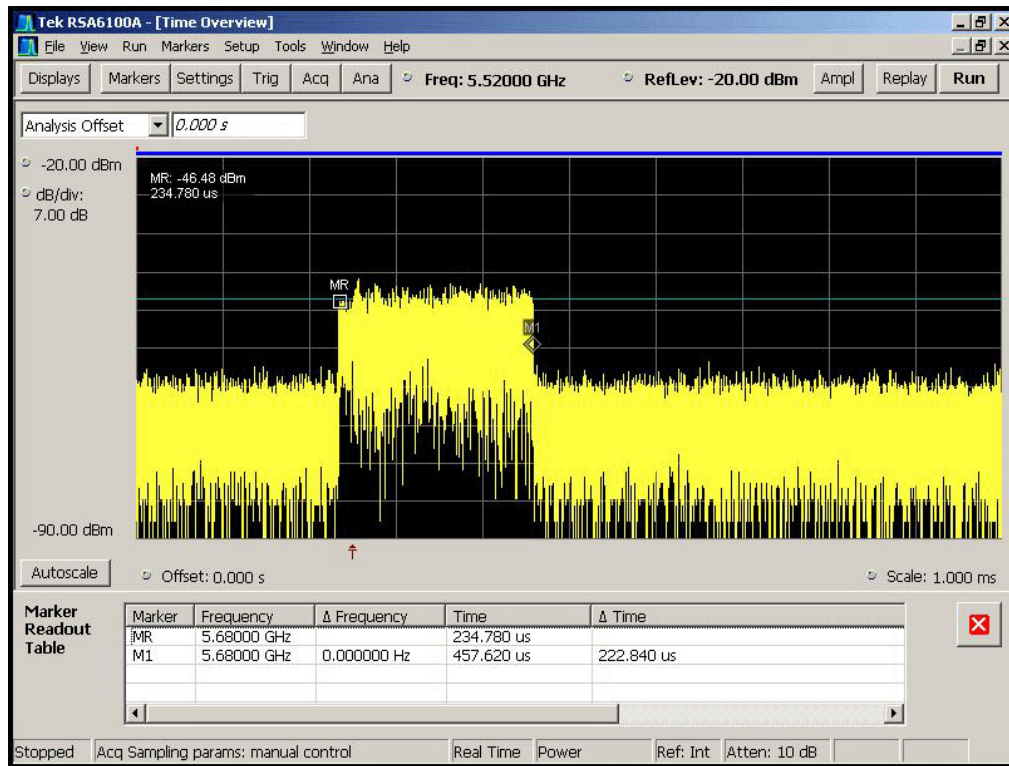 Tek RSA6100A - [Time Overview]
File View Run Markers Setup Tools Window Help
Displays Markers Settings Trig Acq Ana Freq: 5.52000 GHz RefLev: -20.00 dBm Ampl Replay Run
Analysis Offset 0.000 s
-20.00 dBm
dB/div:
7.00 dB
MR: -46.48 dBm
234.780 us
MR
M1
-90.00 dBm
T
Autoscale Offset: 0.000 s Scale: 1.000 ms
Marker Readout Table
Marker Frequency Δ Frequency Time Δ Time
MR 5.68000 GHz 234.780 us
M1 5.68000 GHz 0.000000 Hz 457.620 us 222.840 us
Stopped Acq Sampling params: manual control Real Time Power Ref: Int Atten: 10 dB